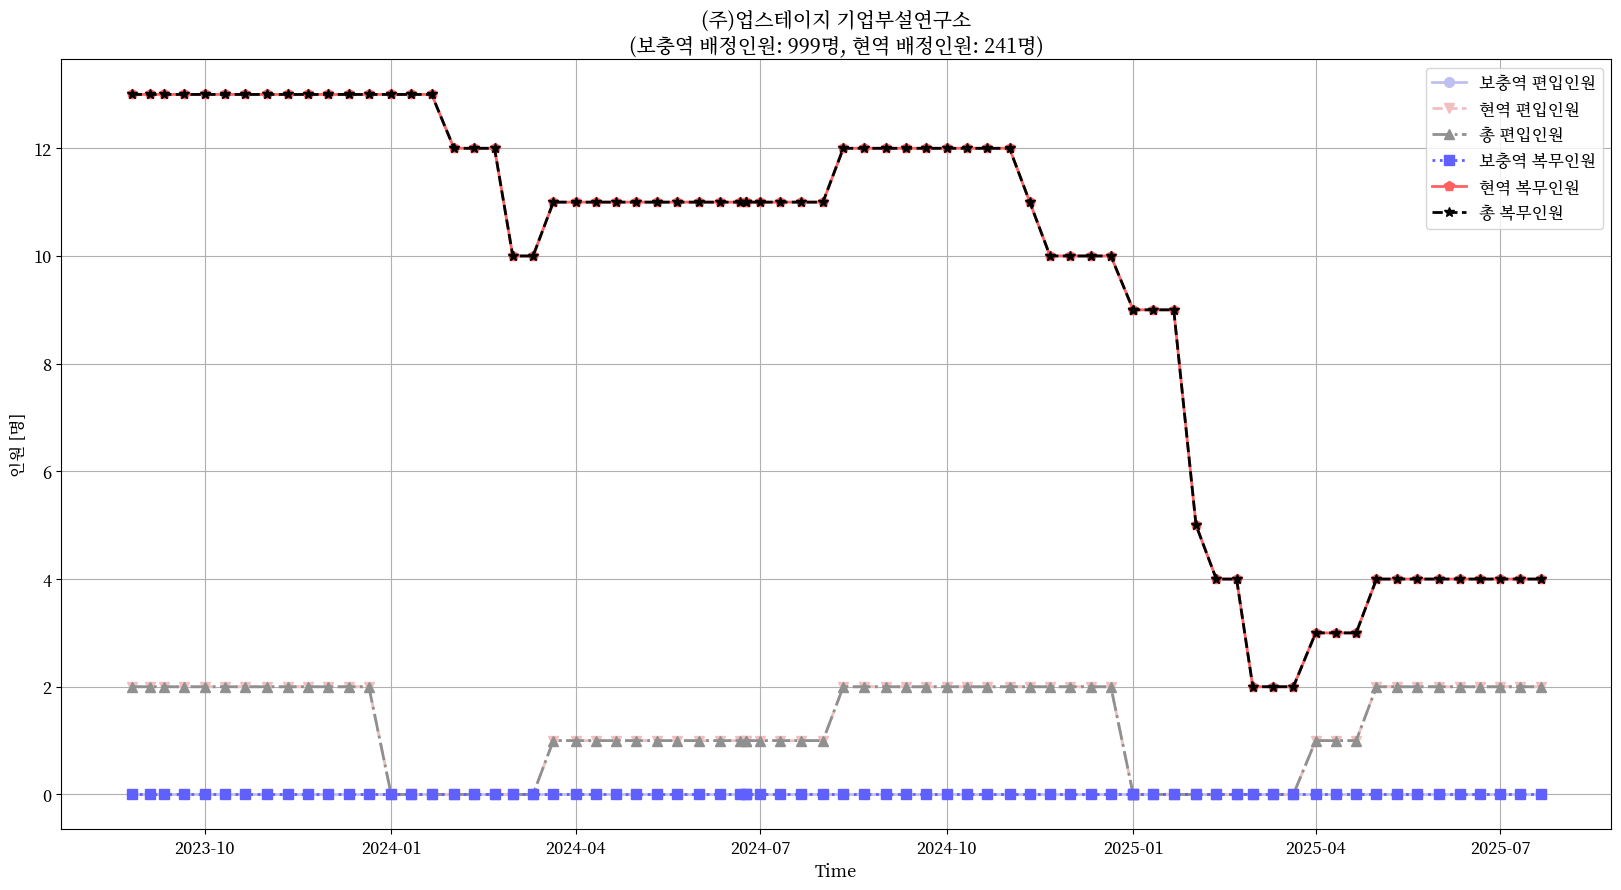 (주)업스테이지 기업부설연구소
(보충역 배정인원: 999명, 현역 배정인원: 241명)
보충역 편입인원
현역 편입인원
총 편입인원
보충역 복무인원
현역 복무인원
총 복무인원
12
10
8
6
4
2
0
인원 [명]
2023-10
2024-01
2024-04
2024-07
2024-10
2025-01
2025-04
2025-07
Time